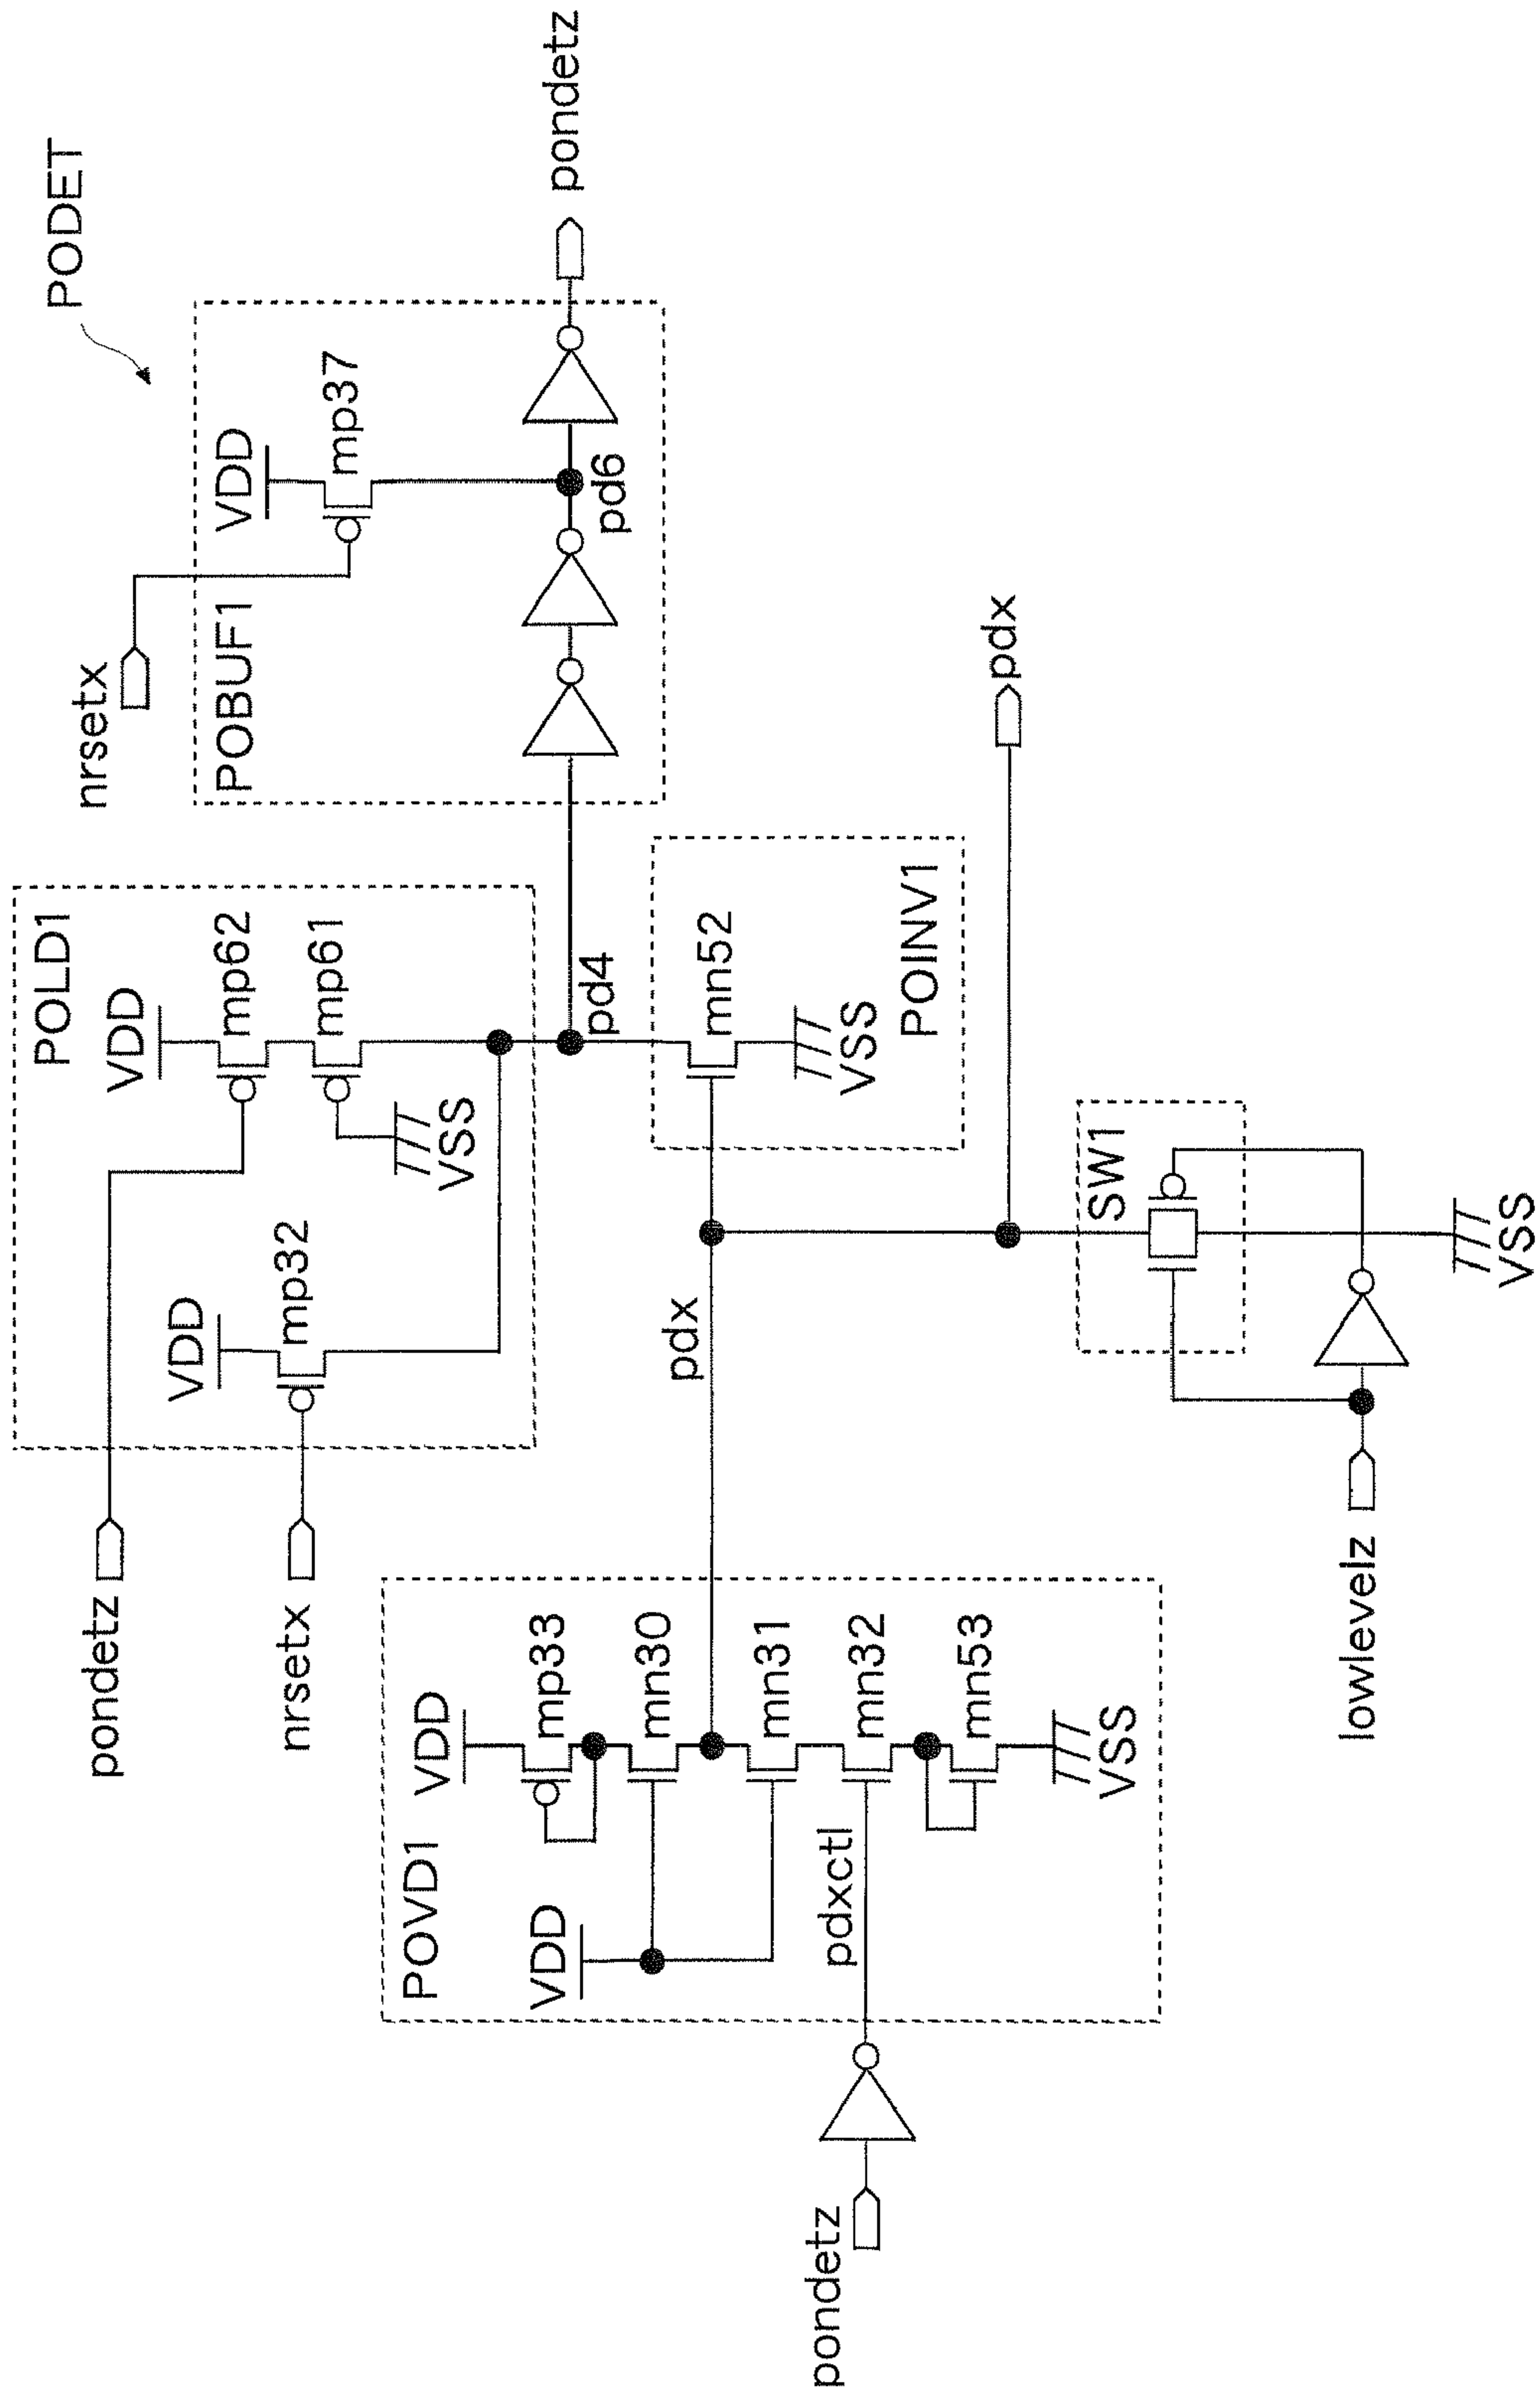 PODET
pondetz
nrsetx
POLD1
VDD
mp62
mp61
VSS
VDD
mp32
nrsetx
POBUF1
VDD
mp37
pd6
pondetz
pd4
POVD1
VDD
mp33
mn30
mn31
mn32
mn53
VSS
VDD
pdxctl
pondetz
pdx
mn52
VSS
POINV1
pdx
SW1
VSS
lowlevelz